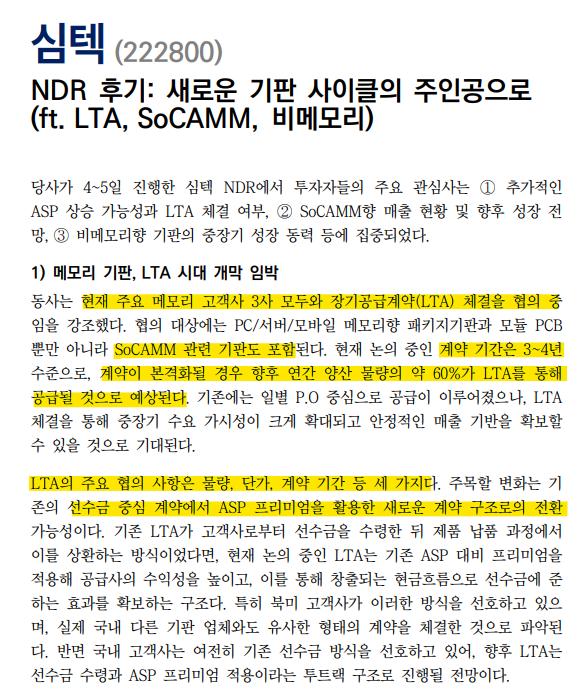 심텍 (222800)
NDR 후기: 새로운 기판 사이클의 주인공으로
(ft. LTA, SoCAMM, 비메모리)
당사가 4~5일 진행한 심텍 NDR에서 투자자들의 주요 관심사는 ① 추가적인
ASP 상승 가능성과 LTA 체결 여부, ② SoCAMM향 매출 현황 및 향후 성장 전
망, ③ 비메모리향 기판의 중장기 성장 동력 등에 집중되었다.
1) 메모리 기판, LTA 시대 개막 임박
동사는 현재 주요 메모리 고객사 3사 모두와 장기공급계약(LTA) 체결을 협의 중
임을 강조했다. 협의 대상에는 PC/서버/모바일 메모리향 패키지기판과 모듈 PCB
뿐만 아니라 SoCAMM 관련 기판도 포함된다. 현재 논의 중인 계약 기간은 3~4년
수준으로, 계약이 본격화될 경우 향후 연간 양산 물량의 약 60%가 LTA를 통해
공급될 것으로 예상된다. 기존에는 일별 P.O 중심으로 공급이 이루어졌으나, LTA
체결을 통해 중장기 수요 가시성이 크게 확대되고 안정적인 매출 기반을 확보할
수 있을 것으로 기대된다.
LTA의 주요 협의 사항은 물량, 단가, 계약 기간 등 세 가지다. 주목할 변화는 기
존의 선수금 중심 계약에서 ASP 프리미엄을 활용한 새로운 계약 구조로의 전환
가능성이다. 기존 LTA가 고객사로부터 선수금을 수령한 뒤 제품 납품 과정에서
이를 상환하는 방식이었다면, 현재 논의 중인 LTA는 기존 ASP 대비 프리미엄을
적용해 공급사의 수익성을 높이고, 이를 통해 창출되는 현금흐름으로 선수금에 준
하는 효과를 확보하는 구조다. 특히 북미 고객사가 이러한 방식을 선호하고 있으
며, 실제 국내 다른 기판 업체와도 유사한 형태의 계약을 체결한 것으로 파악된
다. 반면 국내 고객사는 여전히 기존 선수금 방식을 선호하고 있어, 향후 LTA는
선수금 수령과 ASP 프리미엄 적용이라는 투트랙 구조로 진행될 전망이다.